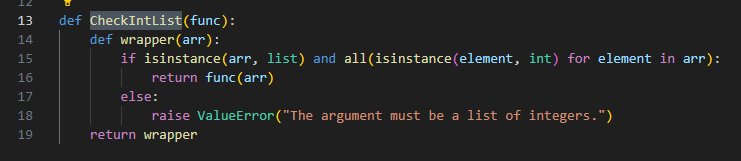 12
13 def CheckIntList(func):
14     def wrapper(arr):
15         if isinstance(arr, list) and all(isinstance(element, int) for element in arr):
16             return func(arr)
17         else:
18             raise ValueError("The argument must be a list of integers.")
19     return wrapper